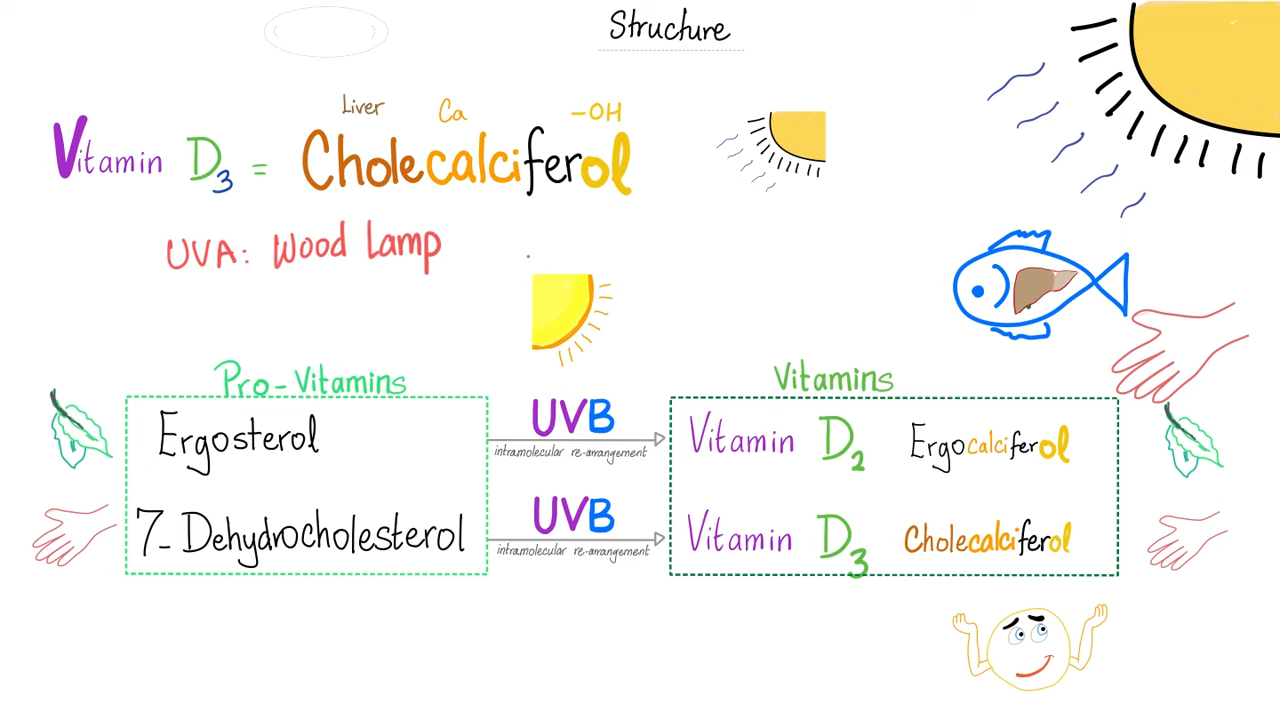 Structure
Liver Ca -OH
Vitamin D3 = Cholecalciferol
UVA: Wood Lamp
Pro-Vitamins
Vitamins
Ergosterol
UVB
intramolecular re-arrangement
Vitamin D2 Ergocalciferol
7-Dehydrocholesterol
UVB
intramolecular re-arrangement
Vitamin D3 Cholecalciferol